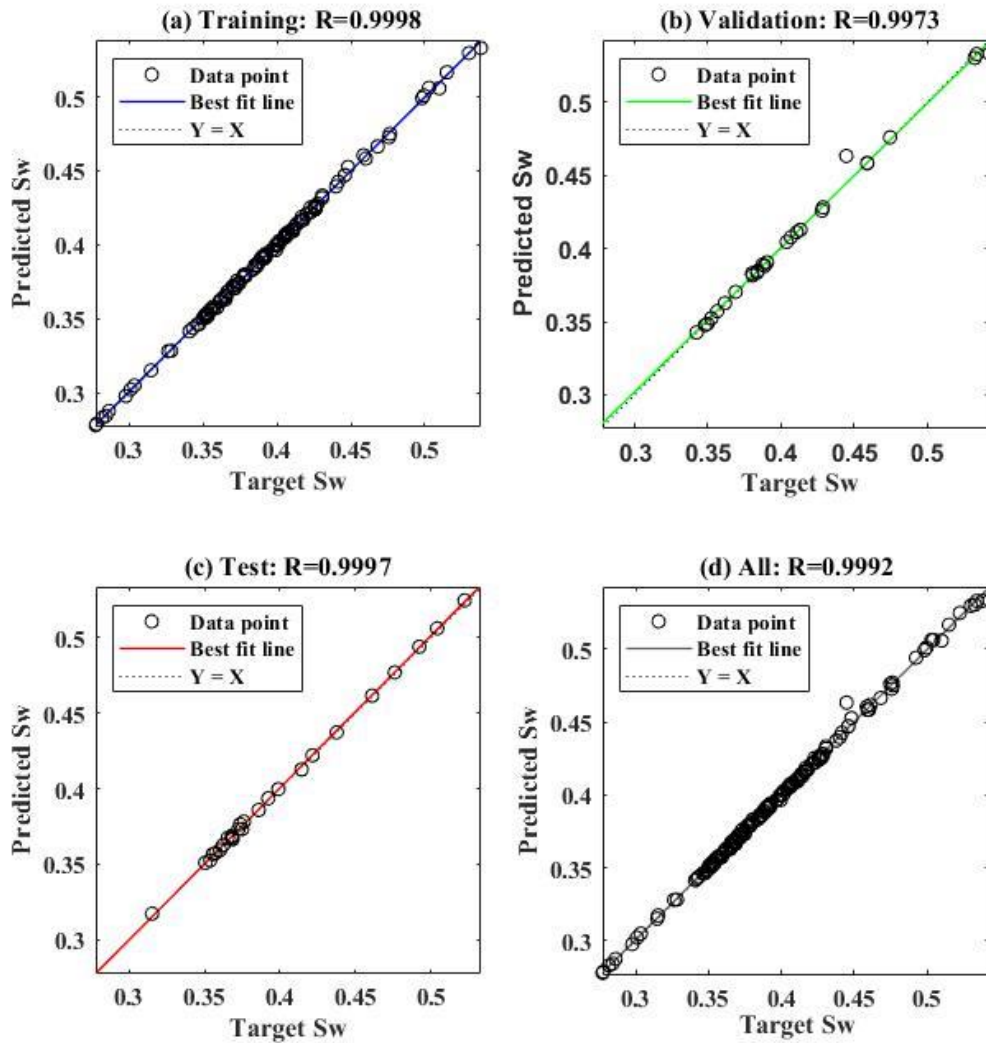 (a) Training: R=0.9998
Data point
Best fit line
Y = X
Predicted Sw
0.5
0.45
0.4
0.35
0.3
0.3 0.35 0.4 0.45 0.5
Target Sw
(b) Validation: R=0.9973
Data point
Best fit line
Y = X
Predicted Sw
0.5
0.45
0.4
0.35
0.3
0.3 0.35 0.4 0.45 0.5
Target Sw
(c) Test: R=0.9997
Data point
Best fit line
Y = X
Predicted Sw
0.5
0.45
0.4
0.35
0.3
0.3 0.35 0.4 0.45 0.5
Target Sw
(d) All: R=0.9992
Data point
Best fit line
Y = X
Predicted Sw
0.5
0.45
0.4
0.35
0.3
0.3 0.35 0.4 0.45 0.5
Target Sw